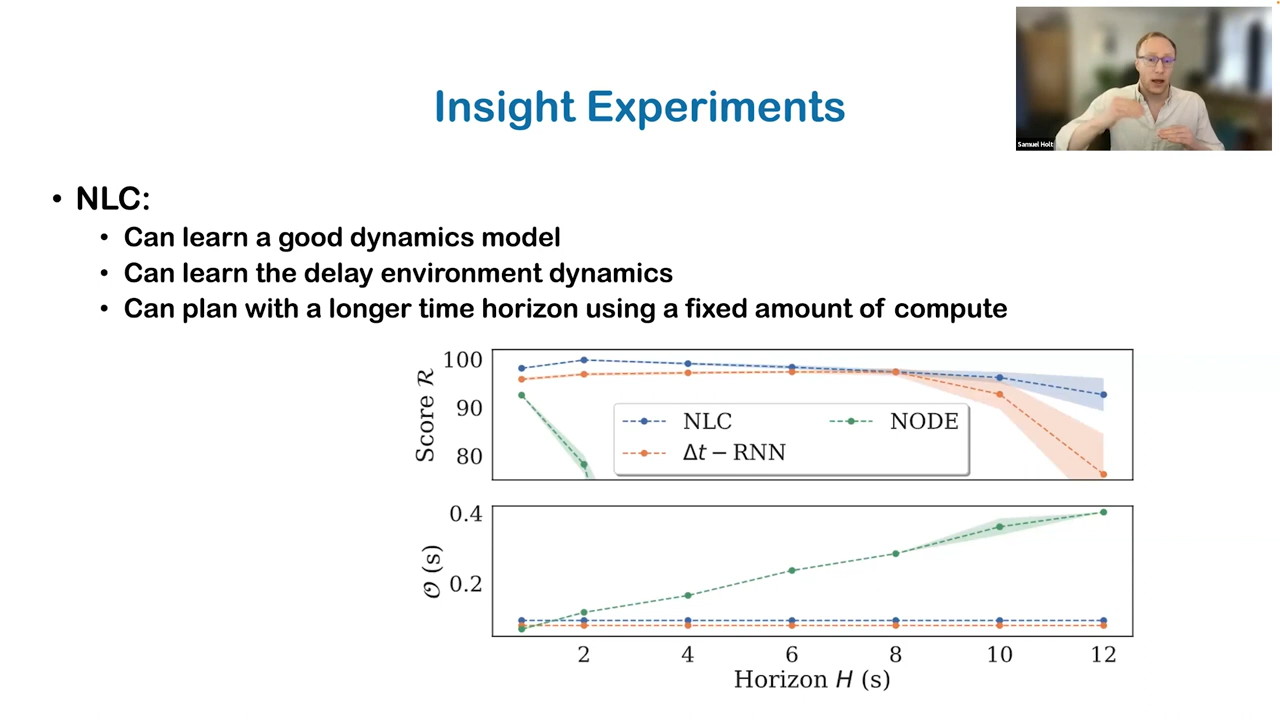 Insight Experiments
Samuel Holt
• NLC:
• Can learn a good dynamics model
• Can learn the delay environment dynamics
• Can plan with a longer time horizon using a fixed amount of compute
Score R
100
90
80
NLC
NODE
Δt − RNN
O (s)
0.4
0.2
2 4 6 8 10 12
Horizon H (s)